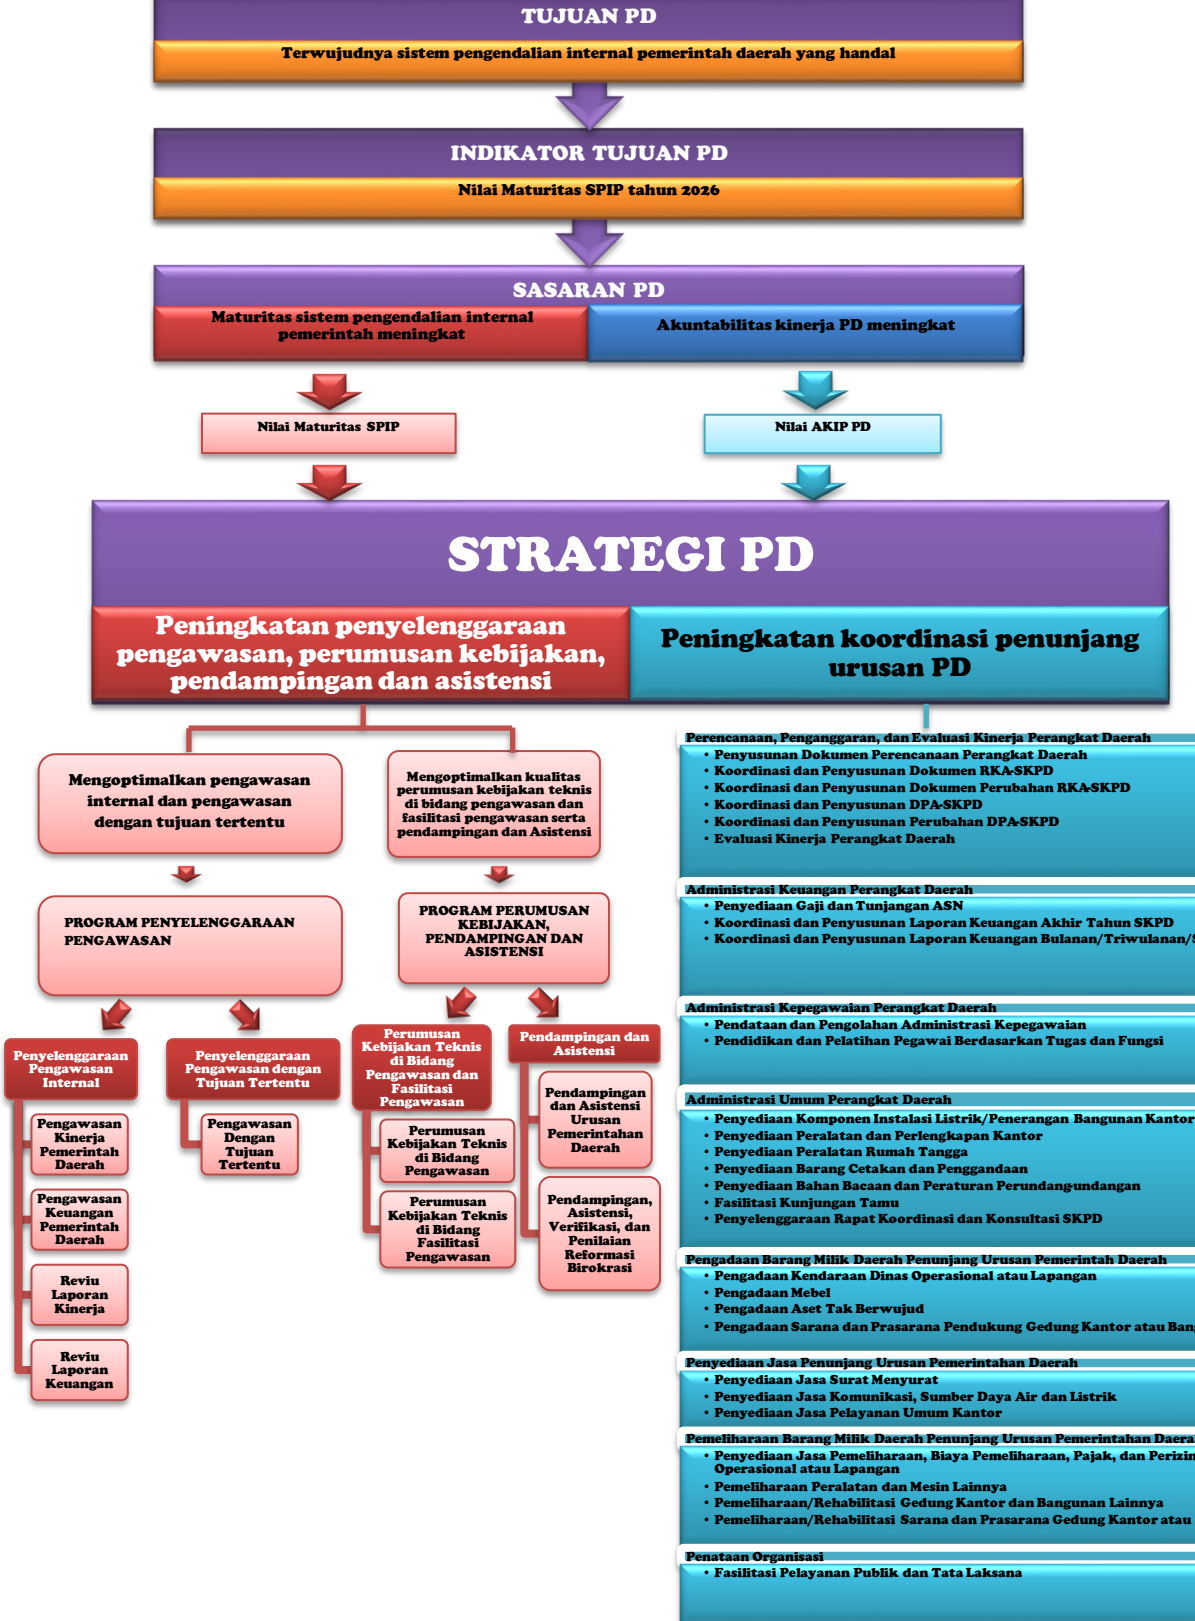 TUJUAN PD
Terwujudnya sistem pengendalian internal pemerintah daerah yang handal
INDIKATOR TUJUAN PD
Nilai Maturitas SPIP tahun 2026
SASARAN PD
Maturitas sistem pengendalian internal
pemerintah meningkat
Akuntabilitas kinerja PD meningkat
Nilai Maturitas SPIP
Nilai AKIP PD
STRATEGI PD
Peningkatan penyelenggaraan
pengawasan, perumusan kebijakan,
pendampingan dan asistensi
Peningkatan koordinasi penunjang
urusan PD
Mengoptimalkan pengawasan
internal dan pengawasan
dengan tujuan tertentu
Mengoptimalkan kualitas
perumusan kebijakan teknis
di bidang pengawasan dan
fasilitasi pengawasan serta
pendampingan dan Asistensi
PROGRAM PENYELENGGARAAN
PENGAWASAN
PROGRAM PERUMUSAN
KEBIJAKAN,
PENDAMPINGAN DAN
ASISTENSI
Penyelenggaraan
Pengawasan
Internal
Pengawasan
Kinerja
Pemerintah
Daerah
Pengawasan
Keuangan
Pemerintah
Daerah
Reviu
Laporan
Kinerja
Reviu
Laporan
Keuangan
Penyelenggaraan
Pengawasan dengan
Tujuan Tertentu
Pengawasan
Dengan
Tujuan
Tertentu
Perumusan
Kebijakan Teknis
di Bidang
Pengawasan dan
Fasilitasi
Pengawasan
Perumusan
Kebijakan Teknis
di Bidang
Pengawasan
Perumusan
Kebijakan Teknis
di Bidang
Fasilitasi
Pengawasan
Pendampingan dan
Asistensi
Pendampingan
dan Asistensi
Urusan
Pemerintahan
Daerah
Pendampingan,
Asistensi,
Verifikasi, dan
Penilaian
Reformasi
Birokrasi
Perencanaan, Penganggaran, dan Evaluasi Kinerja Perangkat Daerah
• Penyusunan Dokumen Perencanaan Perangkat Daerah
• Koordinasi dan Penyusunan Dokumen RKA-SKPD
• Koordinasi dan Penyusunan Dokumen Perubahan RKA-SKPD
• Koordinasi dan Penyusunan DPA-SKPD
• Koordinasi dan Penyusunan Perubahan DPA-SKPD
• Evaluasi Kinerja Perangkat Daerah
Administrasi Keuangan Perangkat Daerah
• Penyediaan Gaji dan Tunjangan ASN
• Koordinasi dan Penyusunan Laporan Keuangan Akhir Tahun SKPD
• Koordinasi dan Penyusunan Laporan Keuangan Bulanan/Triwulanan/
Administrasi Kepegawaian Perangkat Daerah
• Pendataan dan Pengolahan Administrasi Kepegawaian
• Pendidikan dan Pelatihan Pegawai Berdasarkan Tugas dan Fungsi
Administrasi Umum Perangkat Daerah
• Penyediaan Komponen Instalasi Listrik/Penerangan Bangunan Kantor
• Penyediaan Peralatan dan Perlengkapan Kantor
• Penyediaan Peralatan Rumah Tangga
• Penyediaan Barang Cetakan dan Penggandaan
• Penyediaan Bahan Bacaan dan Peraturan Perundang-undangan
• Fasilitasi Kunjungan Tamu
• Penyelenggaraan Rapat Koordinasi dan Konsultasi SKPD
Pengadaan Barang Milik Daerah Penunjang Urusan Pemerintah Daerah
• Pengadaan Kendaraan Dinas Operasional atau Lapangan
• Pengadaan Mebel
• Pengadaan Aset Tak Berwujud
• Pengadaan Sarana dan Prasarana Pendukung Gedung Kantor atau
Penyediaan Jasa Penunjang Urusan Pemerintahan Daerah
• Penyediaan Jasa Surat Menyurat
• Penyediaan Jasa Komunikasi, Sumber Daya Air dan Listrik
• Penyediaan Jasa Pelayanan Umum Kantor
Pemeliharaan Barang Milik Daerah Penunjang Urusan Pemerintahan
• Penyediaan Jasa Pemeliharaan, Biaya Pemeliharaan, Pajak, dan
Operasional atau Lapangan
• Pemeliharaan Peralatan dan Mesin Lainnya
• Pemeliharaan/Rehabilitasi Gedung Kantor dan Bangunan Lainnya
• Pemeliharaan/Rehabilitasi Sarana dan Prasarana Gedung Kantor atau
Penataan Organisasi
• Fasilitasi Pelayanan Publik dan Tata Laksana